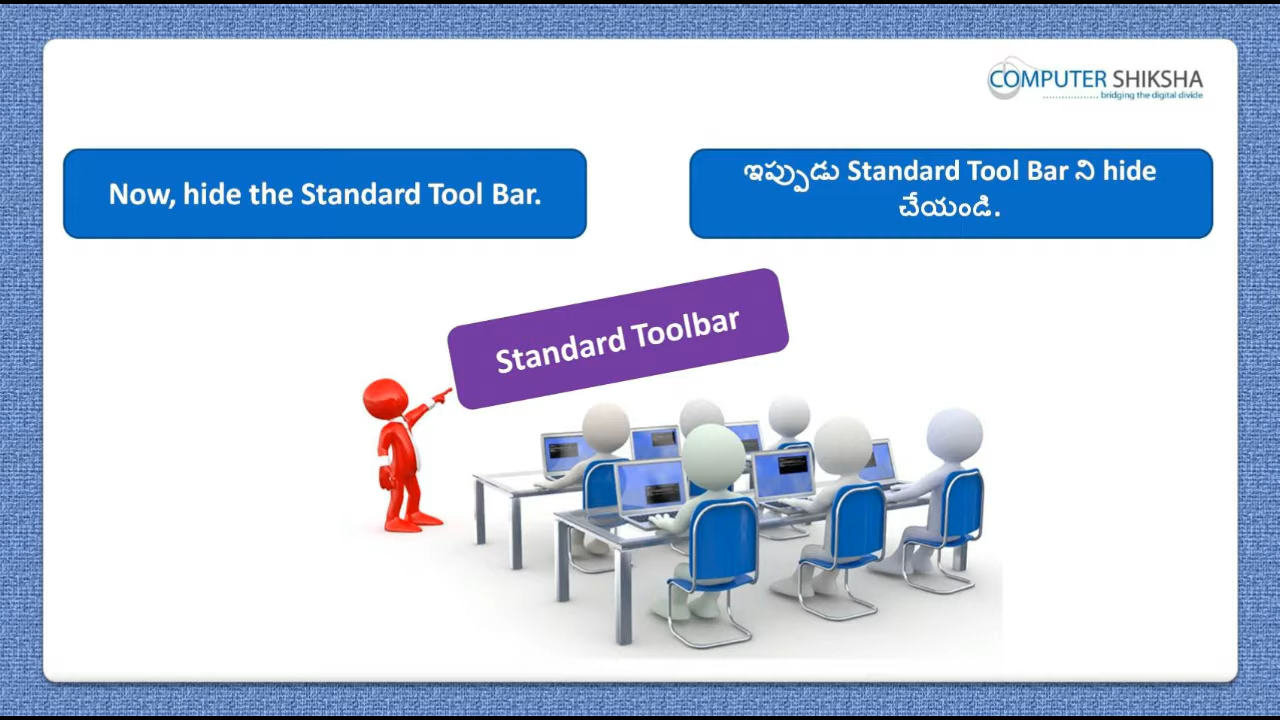 COMPUTER SHIKSHA
bridging the digital divide
Now, hide the Standard Tool Bar.
ఇప్పుడు Standard Tool Bar ని hide
చేయండి.
Standard Toolbar